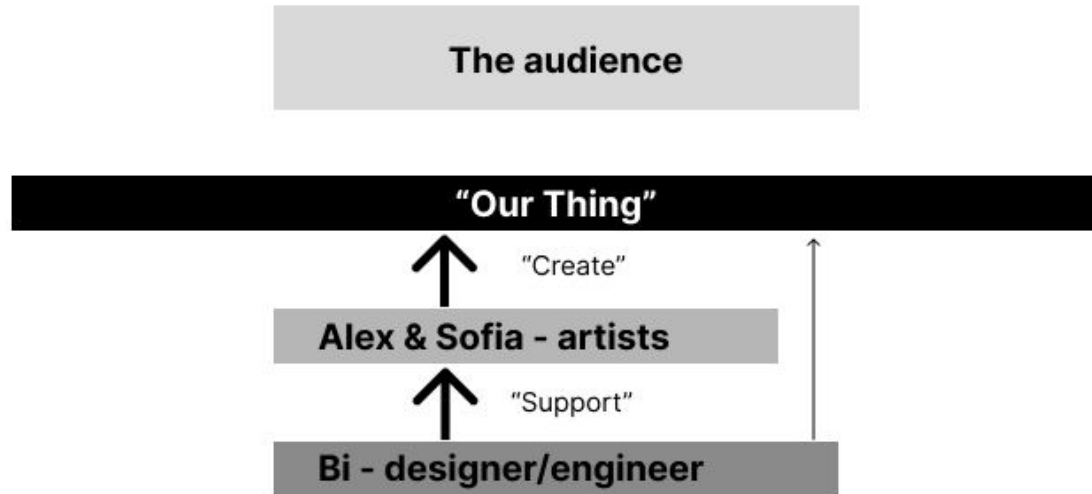 The audience
“Our Thing”
“Create”
Alex & Sofia - artists
“Support”
Bi - designer/engineer